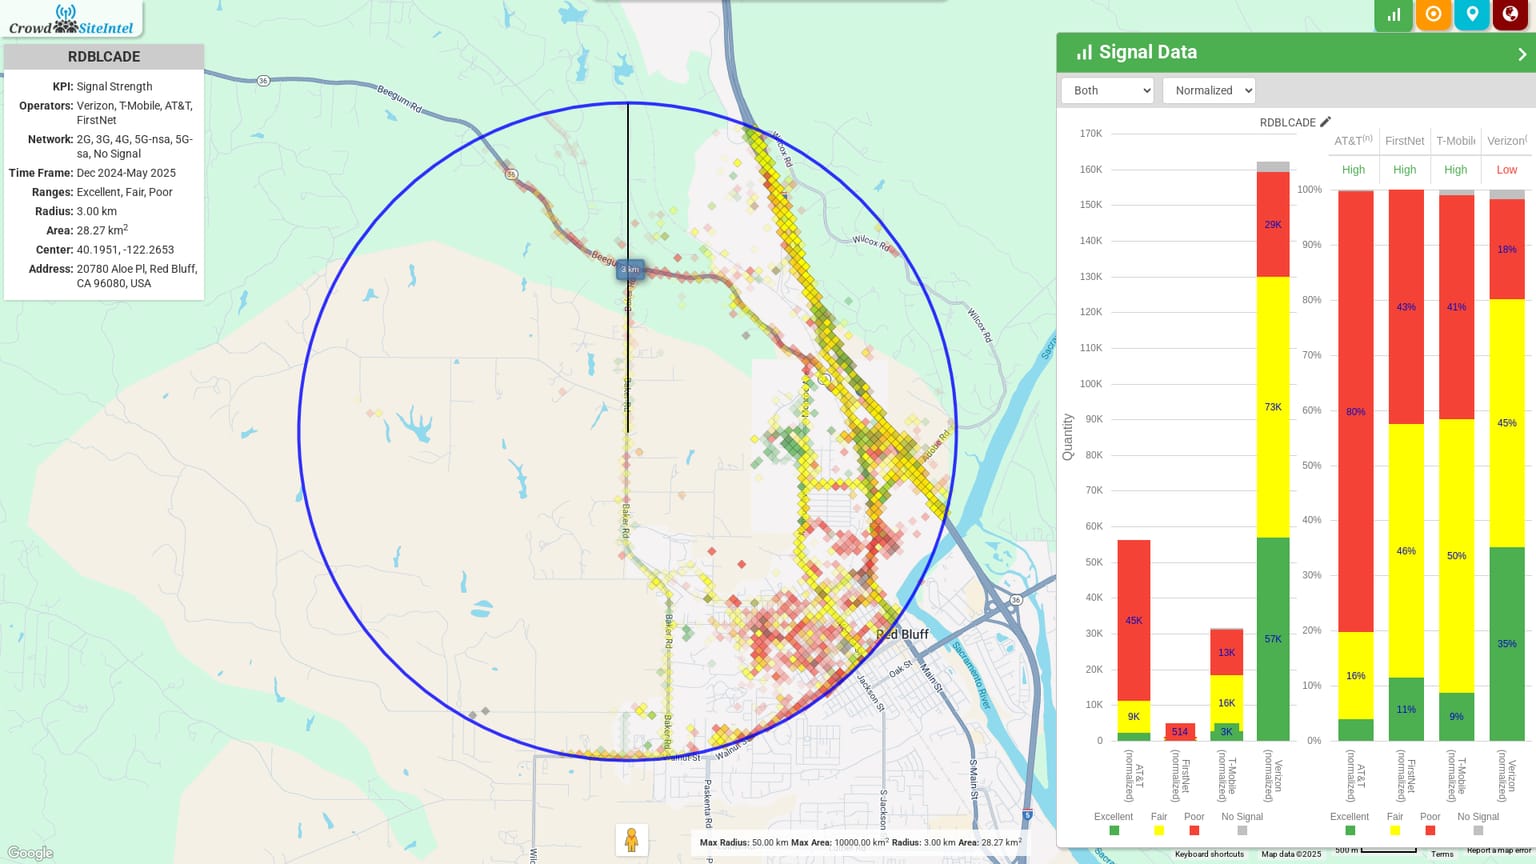 Crowd SiteIntel
RDBLCADE
KPI: Signal Strength
Operators: Verizon, T-Mobile, AT&T,
FirstNet
Network: 2G, 3G, 4G, 5G-nsa, 5G-
sa, No Signal
Time Frame: Dec 2024-May 2025
Ranges: Excellent, Fair, Poor
Radius: 3.00 km
Area: 28.27 km2
Center: 40.1951, -122.2653
Address: 20780 Aloe Pl, Red Bluff,
CA 96080, USA
36
Beegum Rd
Wilcox Rd
36
Wilcox Rd
3 km
Wilcox Rd
Baker Rd
Adobe Rd
Baker Rd
36
Baker Rd
Red Bluff
Oak St
Main St
Sacramento River
Jackson St
Baker Rd
Walnut St
Walnut St
Paskenta Rd
S Jackson
S Main St
5
Google
Max Radius: 50.00 km Max Area: 10000.00 km2 Radius: 3.00 km Area: 28.27 km2
Signal Data
Both
Normalized
RDBLCADE
Quantity
170K
160K
150K
140K
130K
120K
110K
100K
90K
80K
70K
60K
50K
40K
30K
20K
10K
0
45K
9K
514
13K
16K
3K
29K
73K
57K
AT&T (normalized)
FirstNet (normalized)
T-Mobile (normalized)
Verizon (normalized)
Excellent Fair Poor No Signal
AT&T(n) FirstNet T-Mobile Verizon(
High High High Low
100%
90%
80%
70%
60%
50%
40%
30%
20%
10%
0%
80%
16%
43%
46%
11%
41%
50%
9%
18%
45%
35%
AT&T (normalized)
FirstNet (normalized)
T-Mobile (normalized)
Verizon (normalized)
Excellent Fair Poor No Signal
Keyboard shortcuts Map data ©2025 500 m Terms Report a map error